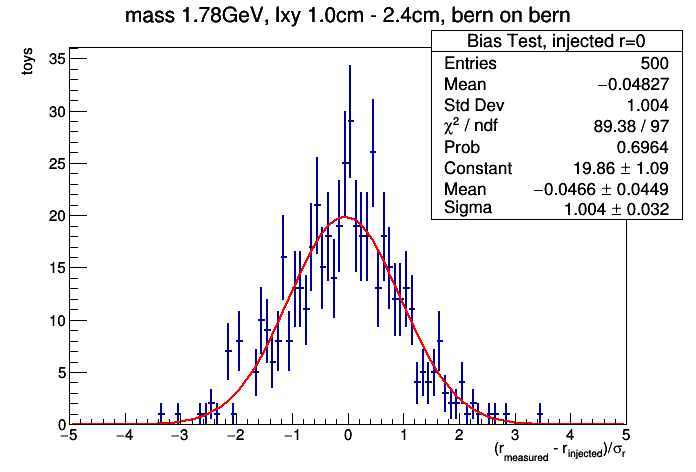 mass 1.78GeV, lxy 1.0cm - 2.4cm, bern on bern
Bias Test, injected r=0
Entries 500
Mean −0.04827
Std Dev 1.004
χ² / ndf 89.38 / 97
Prob 0.6964
Constant 19.86 ± 1.09
Mean −0.0466 ± 0.0449
Sigma 1.004 ± 0.032
toys
35
30
25
20
15
10
5
0
−5 −4 −3 −2 −1 0 1 2 3 4 5
(r_measured - r_injected)/σ_r